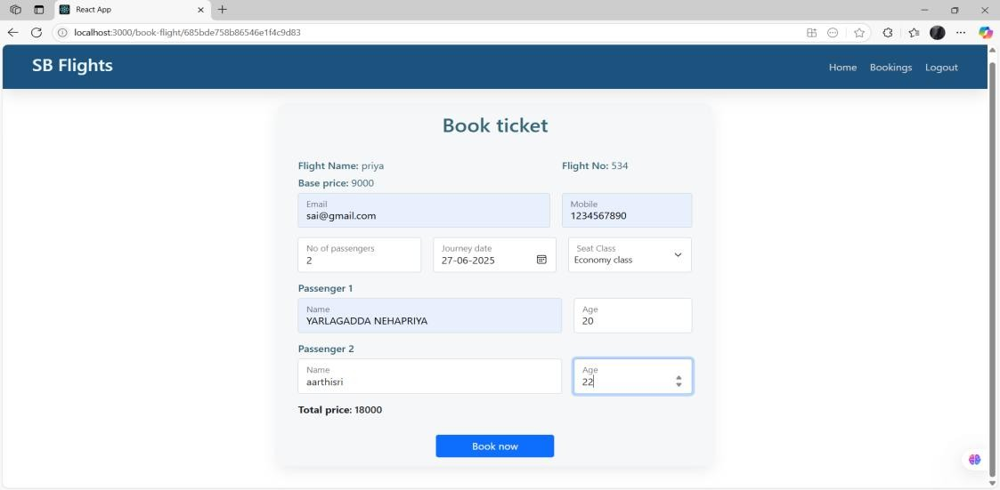 React App
localhost:3000/book-flight/685bde758b86546e1f4c9d83
SB Flights
Home Bookings Logout
Book ticket
Flight Name: priya Flight No: 534
Base price: 9000
Email Mobile
sai@gmail.com 1234567890
No of passengers Journey date Seat Class
2 27-06-2025 Economy class
Passenger 1
Name Age
YARLAGADDA NEHAPRIYA 20
Passenger 2
Name Age
aarthisri 22
Total price: 18000
Book now